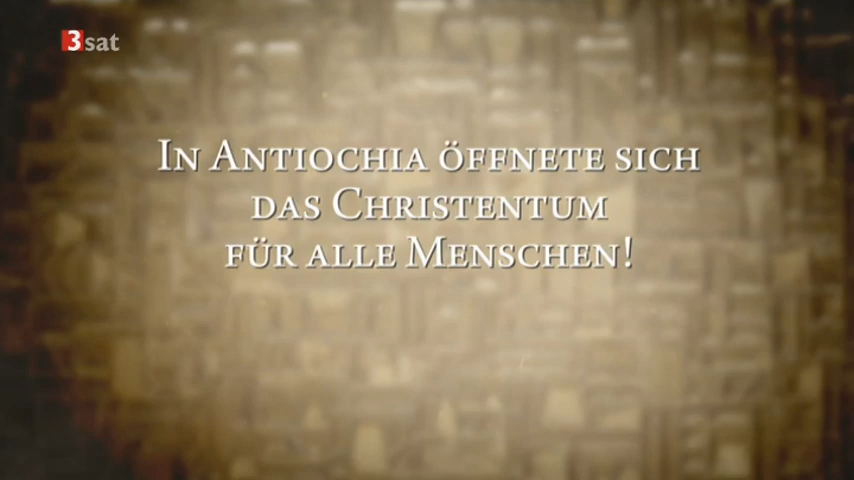 3sat
In Antiochia öffnete sich
das Christentum
für alle Menschen!